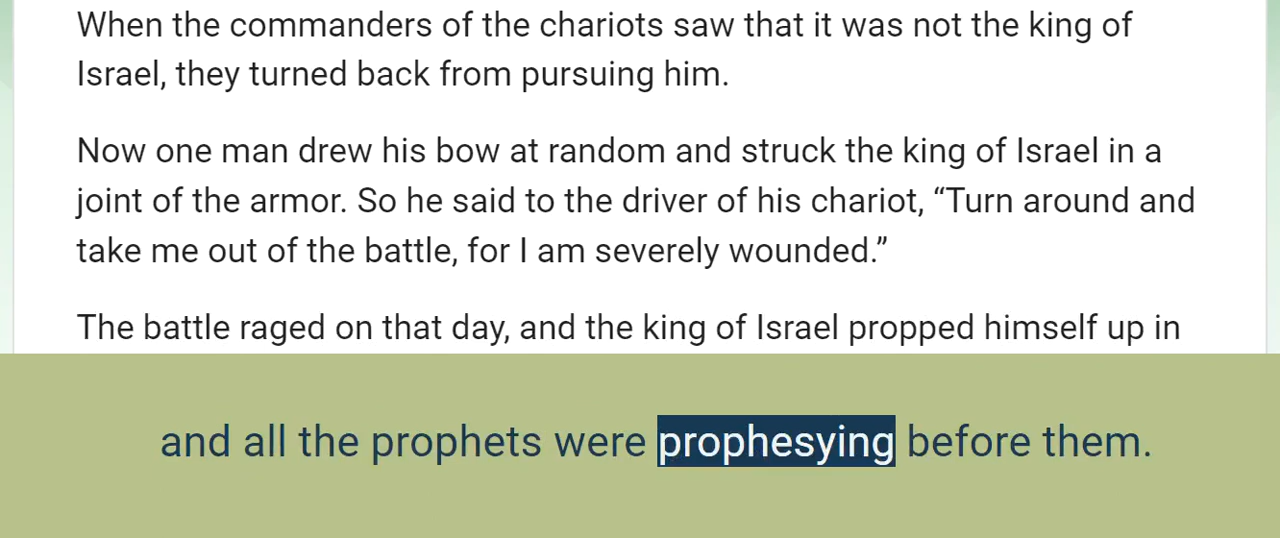 When the commanders of the chariots saw that it was not the king of
Israel, they turned back from pursuing him.
Now one man drew his bow at random and struck the king of Israel in a
joint of the armor. So he said to the driver of his chariot, “Turn around and
take me out of the battle, for I am severely wounded.”
The battle raged on that day, and the king of Israel propped himself up in
and all the prophets were prophesying before them.